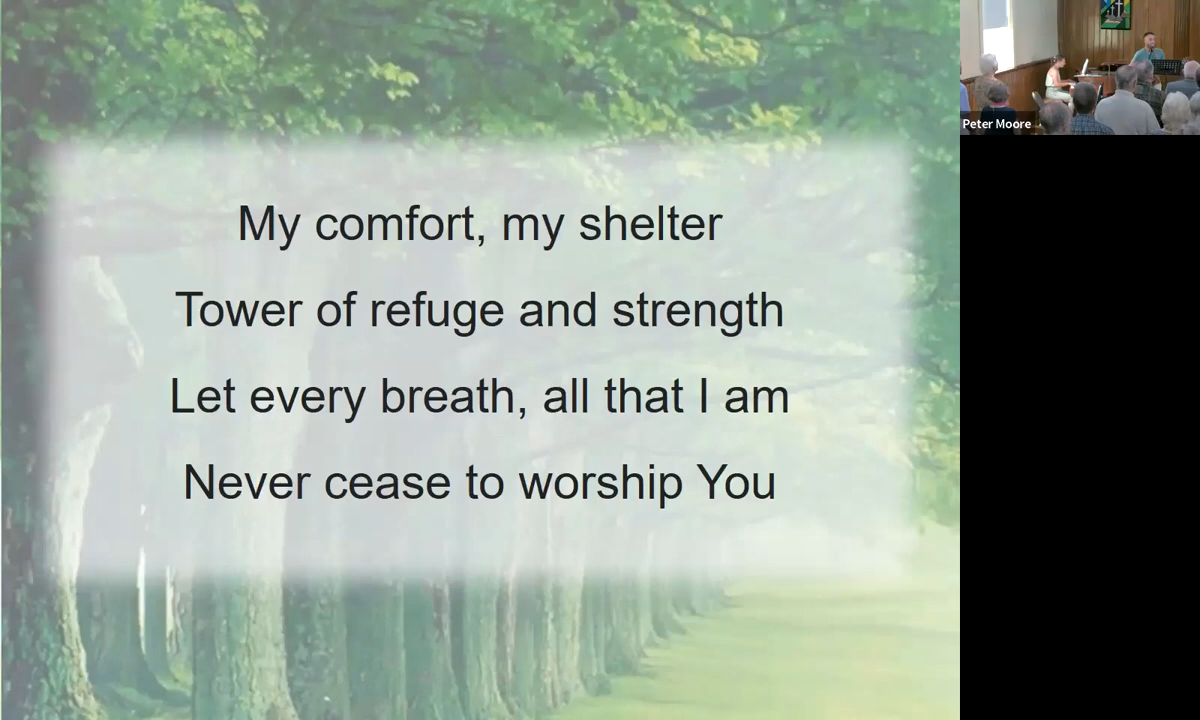 My comfort, my shelter
Tower of refuge and strength
Let every breath, all that I am
Never cease to worship You
Peter Moore